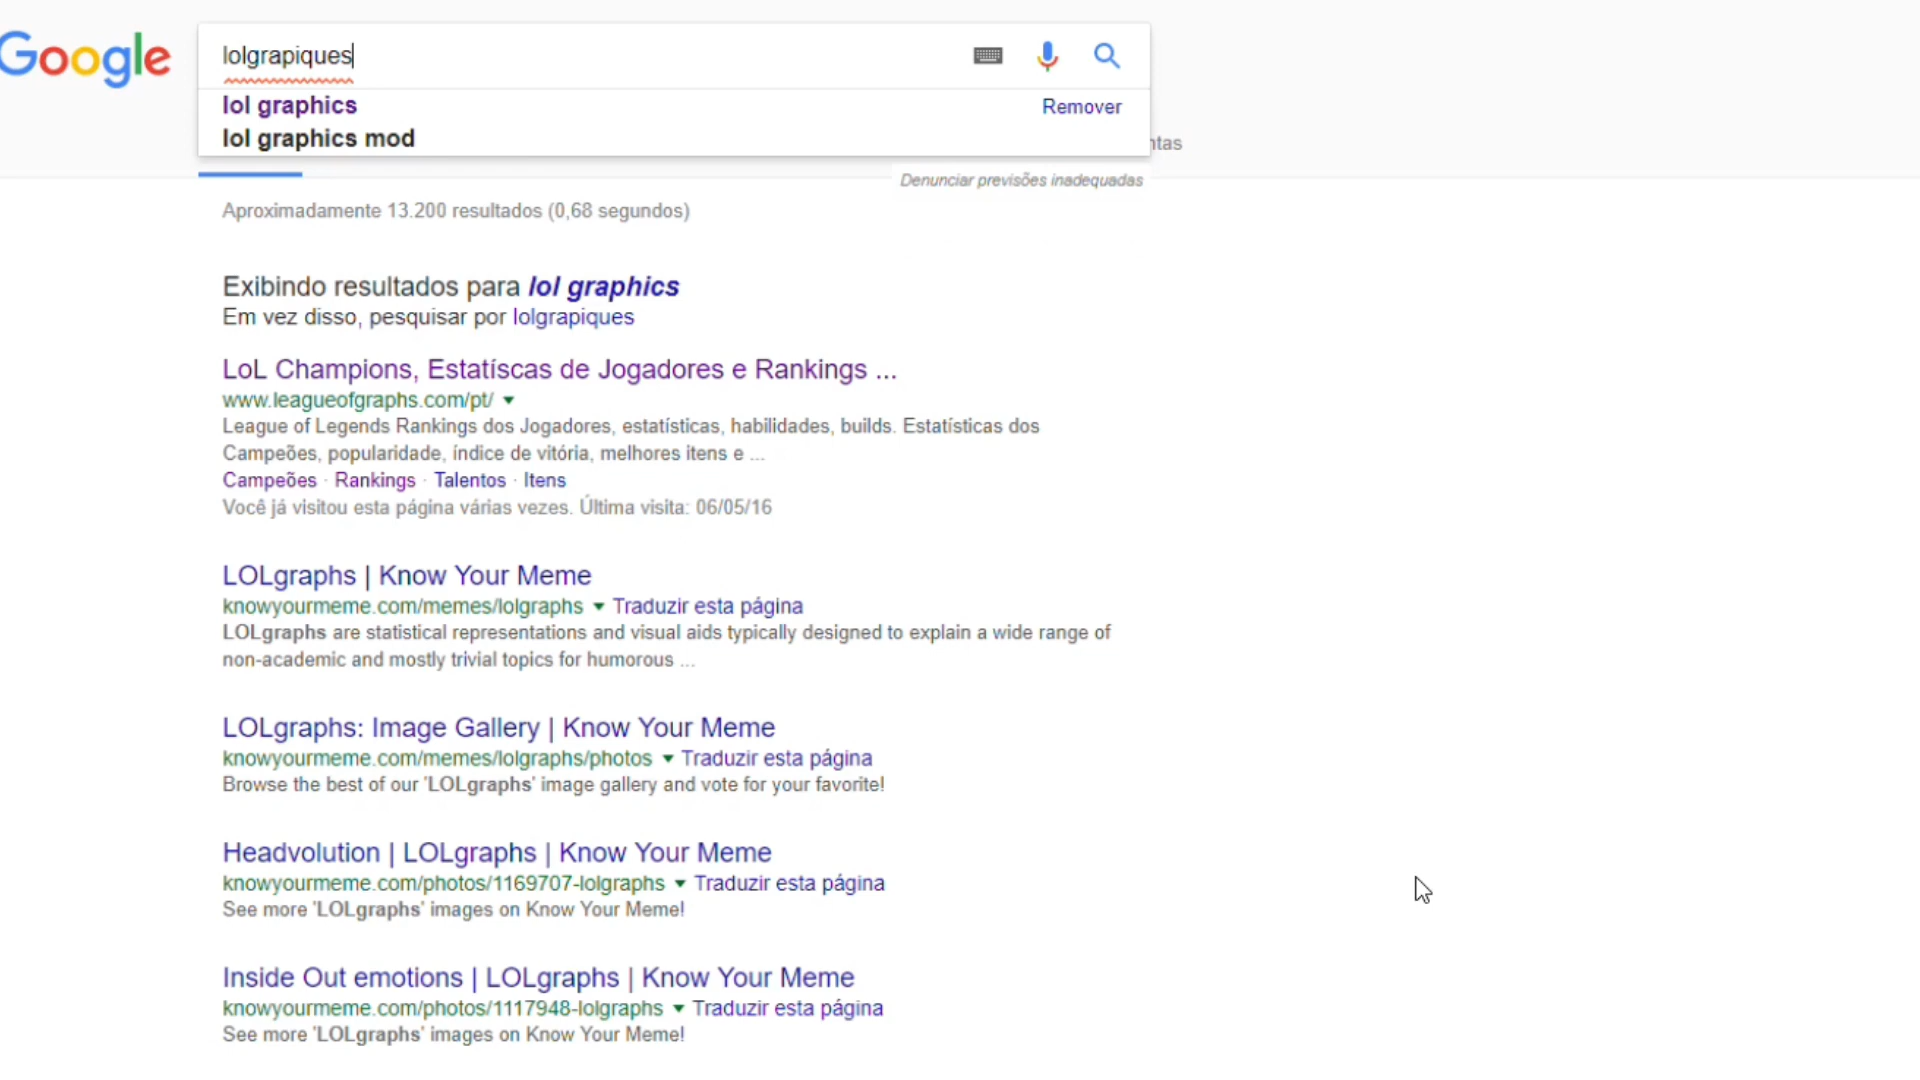 Google
lolgrapiques
lol graphics Remover
lol graphics mod
ntas
Denunciar previsões inadequadas
Aproximadamente 13.200 resultados (0,68 segundos)
Exibindo resultados para lol graphics
Em vez disso, pesquisar por lolgrapiques
LoL Champions, Estatíscas de Jogadores e Rankings ...
www.leagueofgraphs.com/pt/
League of Legends Rankings dos Jogadores, estatísticas, habilidades, builds. Estatísticas dos
Campeões, popularidade, índice de vitória, melhores itens e ...
Campeões · Rankings · Talentos · Itens
Você já visitou esta página várias vezes. Última visita: 06/05/16
LOLgraphs | Know Your Meme
knowyourmeme.com/memes/lolgraphs Traduzir esta página
LOLgraphs are statistical representations and visual aids typically designed to explain a wide range of
non-academic and mostly trivial topics for humorous ...
LOLgraphs: Image Gallery | Know Your Meme
knowyourmeme.com/memes/lolgraphs/photos Traduzir esta página
Browse the best of our 'LOLgraphs' image gallery and vote for your favorite!
Headvolution | LOLgraphs | Know Your Meme
knowyourmeme.com/photos/1169707-lolgraphs Traduzir esta página
See more 'LOLgraphs' images on Know Your Meme!
Inside Out emotions | LOLgraphs | Know Your Meme
knowyourmeme.com/photos/1117948-lolgraphs Traduzir esta página
See more 'LOLgraphs' images on Know Your Meme!